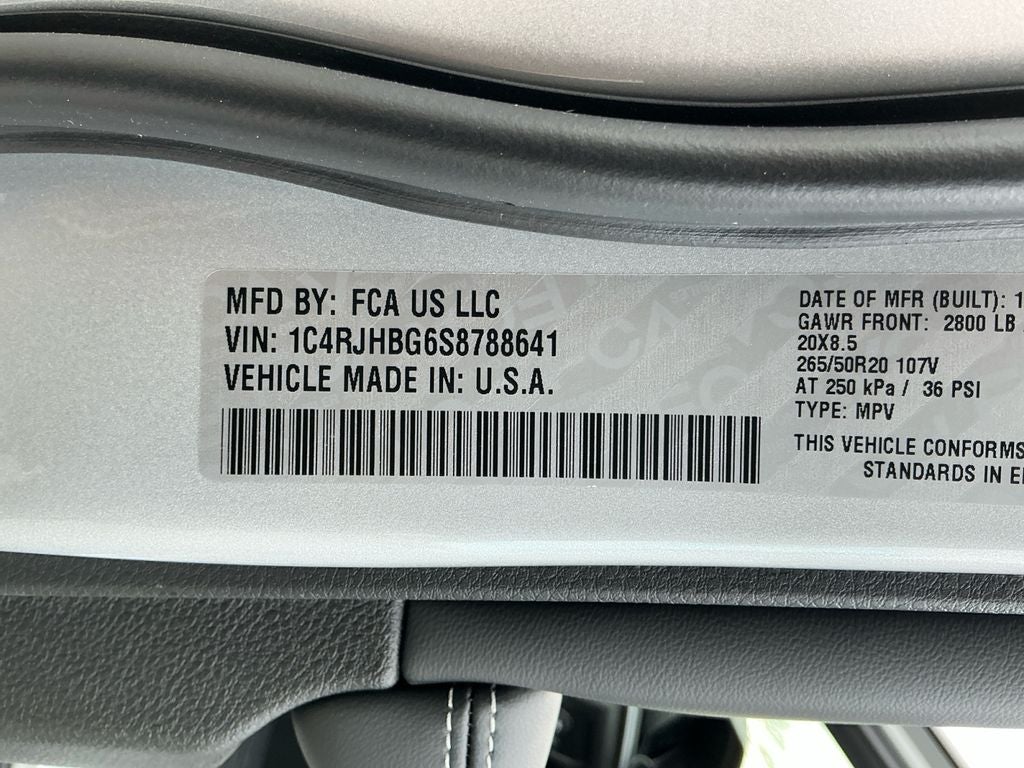 MFD BY: FCA US LLC
VIN: 1C4RJHBG6S8788641
VEHICLE MADE IN: U.S.A.
DATE OF MFR (BUILT): 1
GAWR FRONT: 2800 LB
20X8.5
265/50R20 107V
AT 250 kPa / 36 PSI
TYPE: MPV
THIS VEHICLE CONFORMS
STANDARDS IN